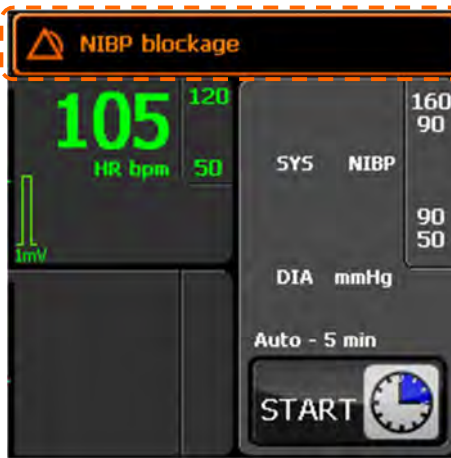 NIBP blockage
105
HR bpm
120
50
1mV
SYS NIBP
160
90
90
50
DIA mmHg
Auto - 5 min
START